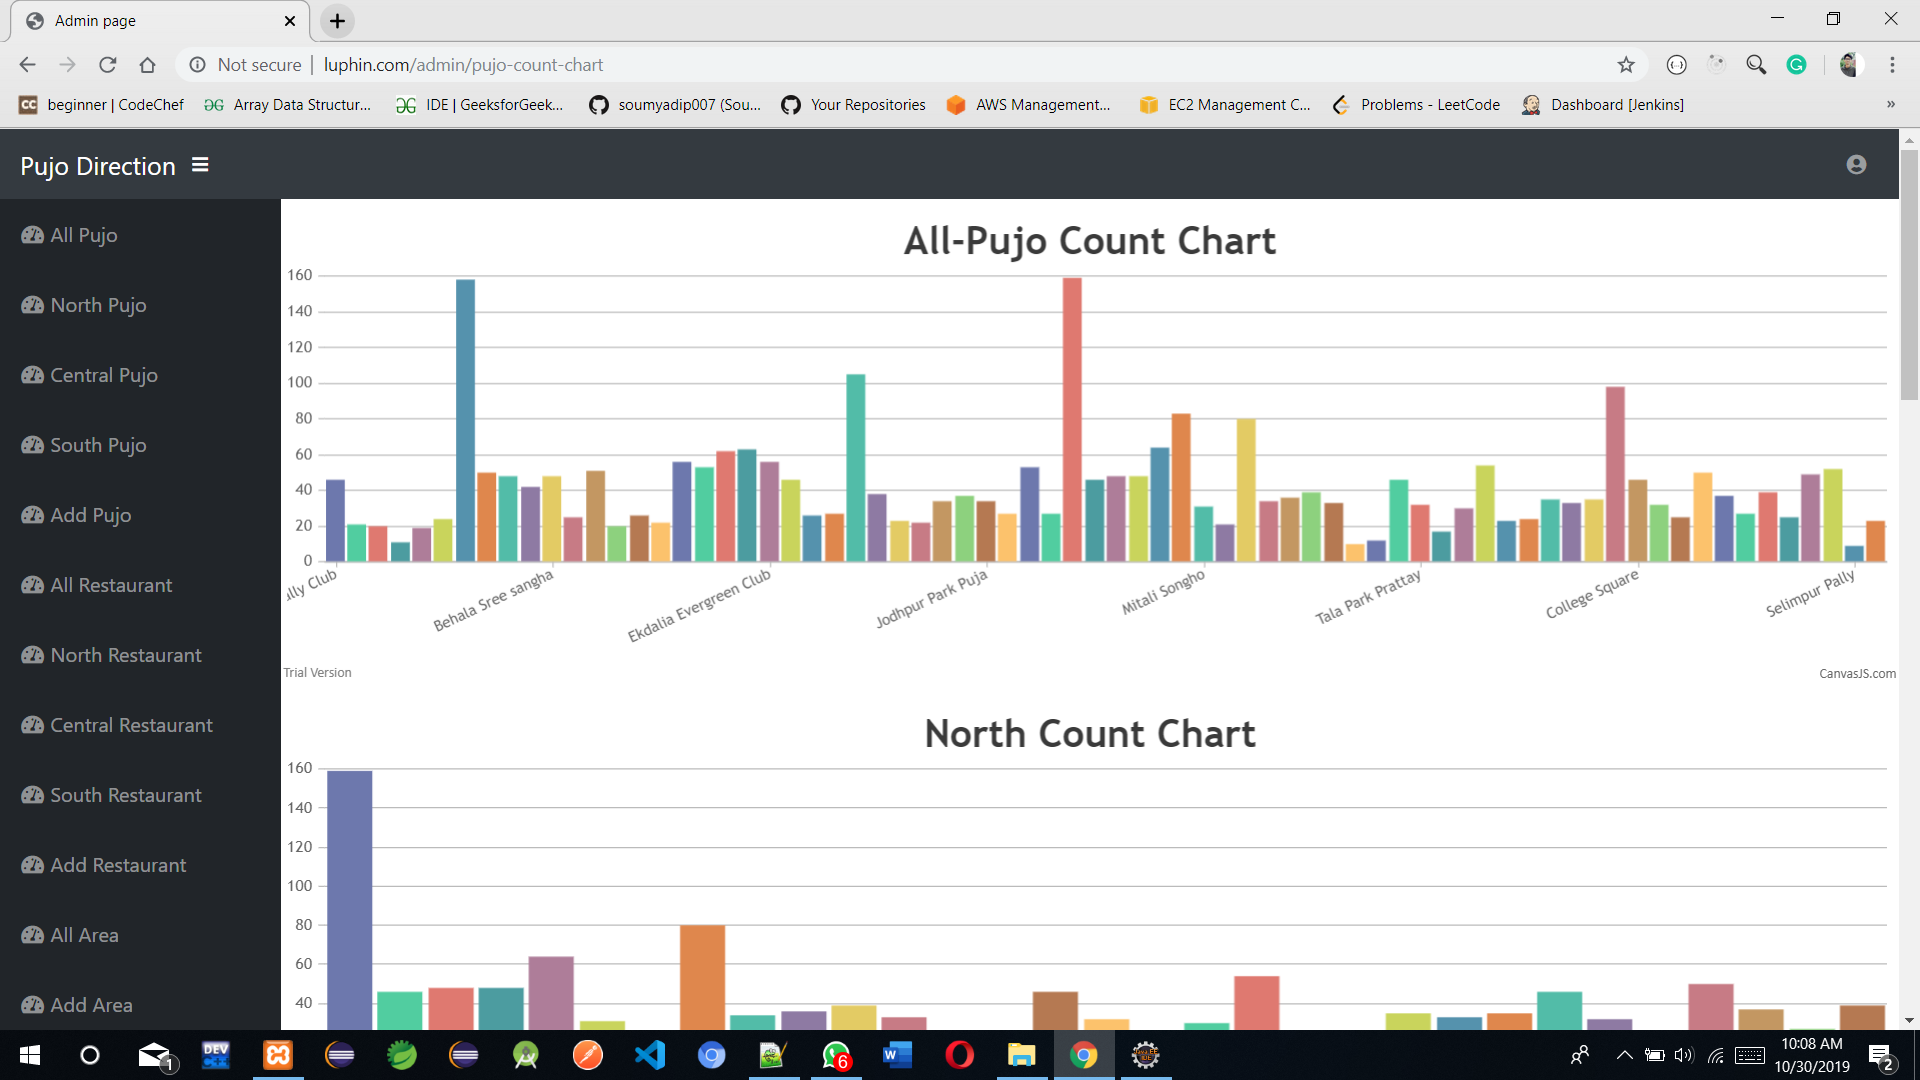 Admin page
Not secure | luphin.com/admin/pujo-count-chart
beginner | CodeChef
Array Data Structur...
IDE | GeeksforGeek...
soumyadip007 (Sou...
Your Repositories
AWS Management...
EC2 Management C...
Problems - LeetCode
Dashboard [Jenkins]
»
Pujo Direction
All Pujo
North Pujo
Central Pujo
South Pujo
Add Pujo
All Restaurant
North Restaurant
Central Restaurant
South Restaurant
Add Restaurant
All Area
Add Area
All-Pujo Count Chart
160
140
120
100
80
60
40
20
0
Club
Behala Sree sangha
Ekdalia Evergreen Club
Jodhpur Park Puja
Mitali Songho
Tala Park Prattay
College Square
Selimpur Pally
Trial Version
CanvasJS.com
North Count Chart
160
140
120
100
80
60
40
1
DEV
C++
6
W
10:08 AM
10/30/2019
2